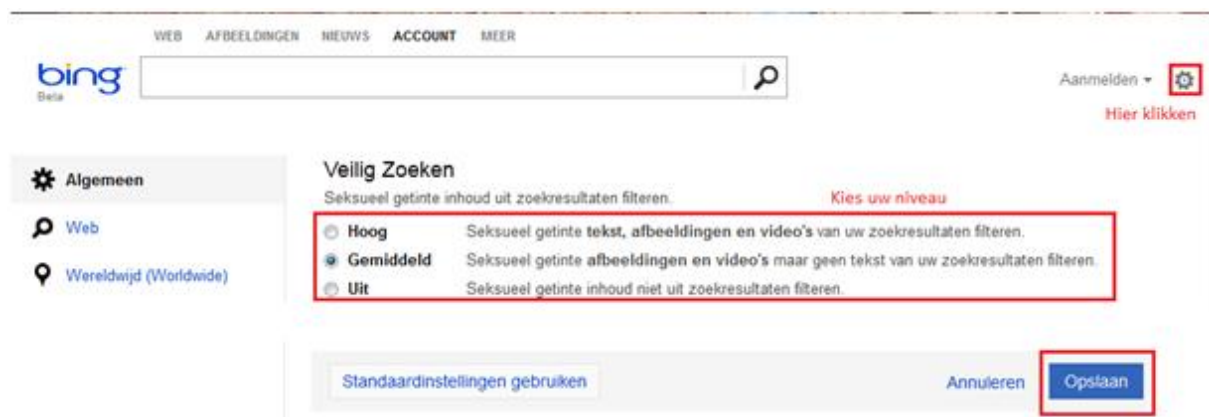 WEB AFBEELDINGEN NIEUWS ACCOUNT MEER
bing
Beta
Aanmelden
Hier klikken
Algemeen
Web
Wereldwijd (Worldwide)
Veilig Zoeken
Seksueel getinte inhoud uit zoekresultaten filteren.
Kies uw niveau
Hoog Seksueel getinte tekst, afbeeldingen en video's van uw zoekresultaten filteren.
Gemiddeld Seksueel getinte afbeeldingen en video's maar geen tekst van uw zoekresultaten filteren.
Uit Seksueel getinte inhoud niet uit zoekresultaten filteren.
Standaardinstellingen gebruiken
Annuleren
Opslaan